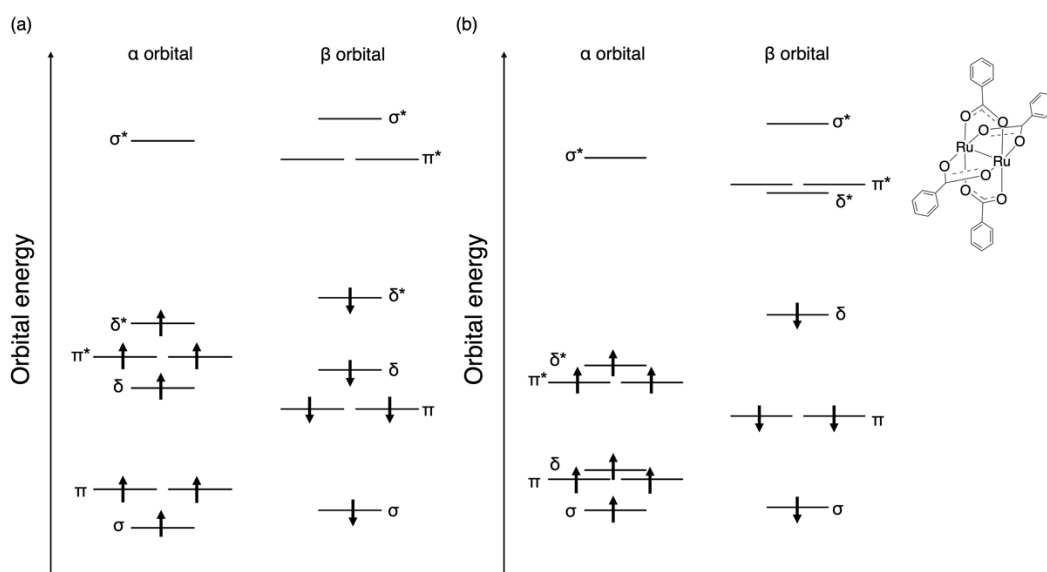 (a)
α orbital
β orbital
Orbital energy
σ*
δ*
π*
δ
π
σ
σ*
π*
δ*
δ
π
σ
(b)
α orbital
β orbital
Orbital energy
σ*
δ*
π*
δ
π
σ
σ*
π*
δ*
δ
π
σ
O
O
O
O
Ru
Ru
O
O
O
O